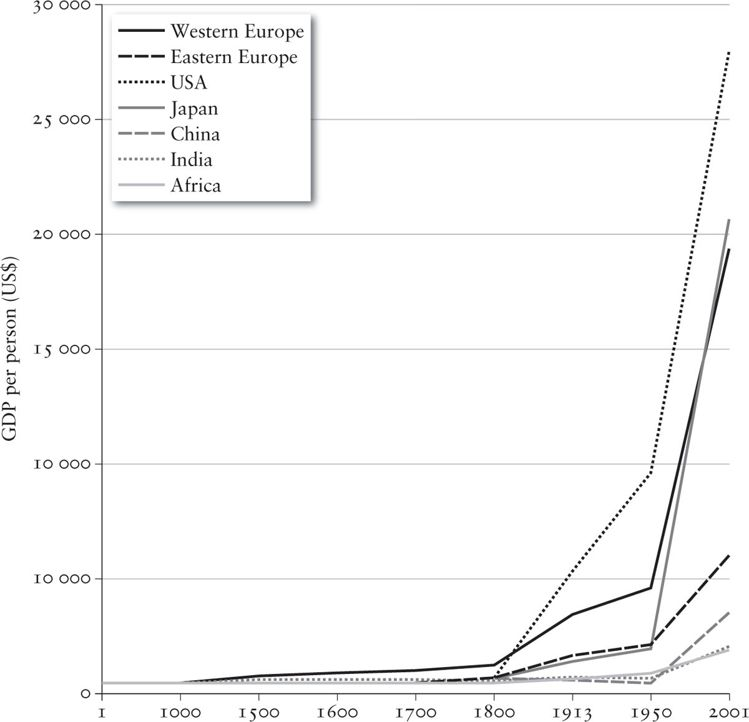 30 000
Western Europe
Eastern Europe
USA
Japan
China
India
Africa
25 000
20 000
15 000
10 000
10 000
0
GDP per person (US$)
1 1000 1500 1600 1700 1800 1913 1950 2001